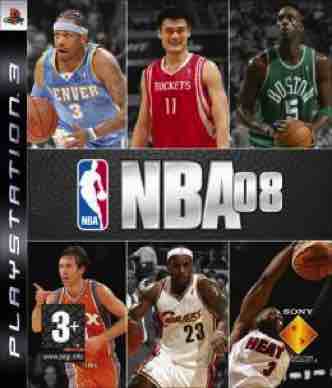 PLAYSTATION 3
DENVER
3
ROCKETS
11
BOSTON
5
NBA
NBA 08
X
3+
www.pegi.info
CAVALIERS
23
HEAT
3
SONY